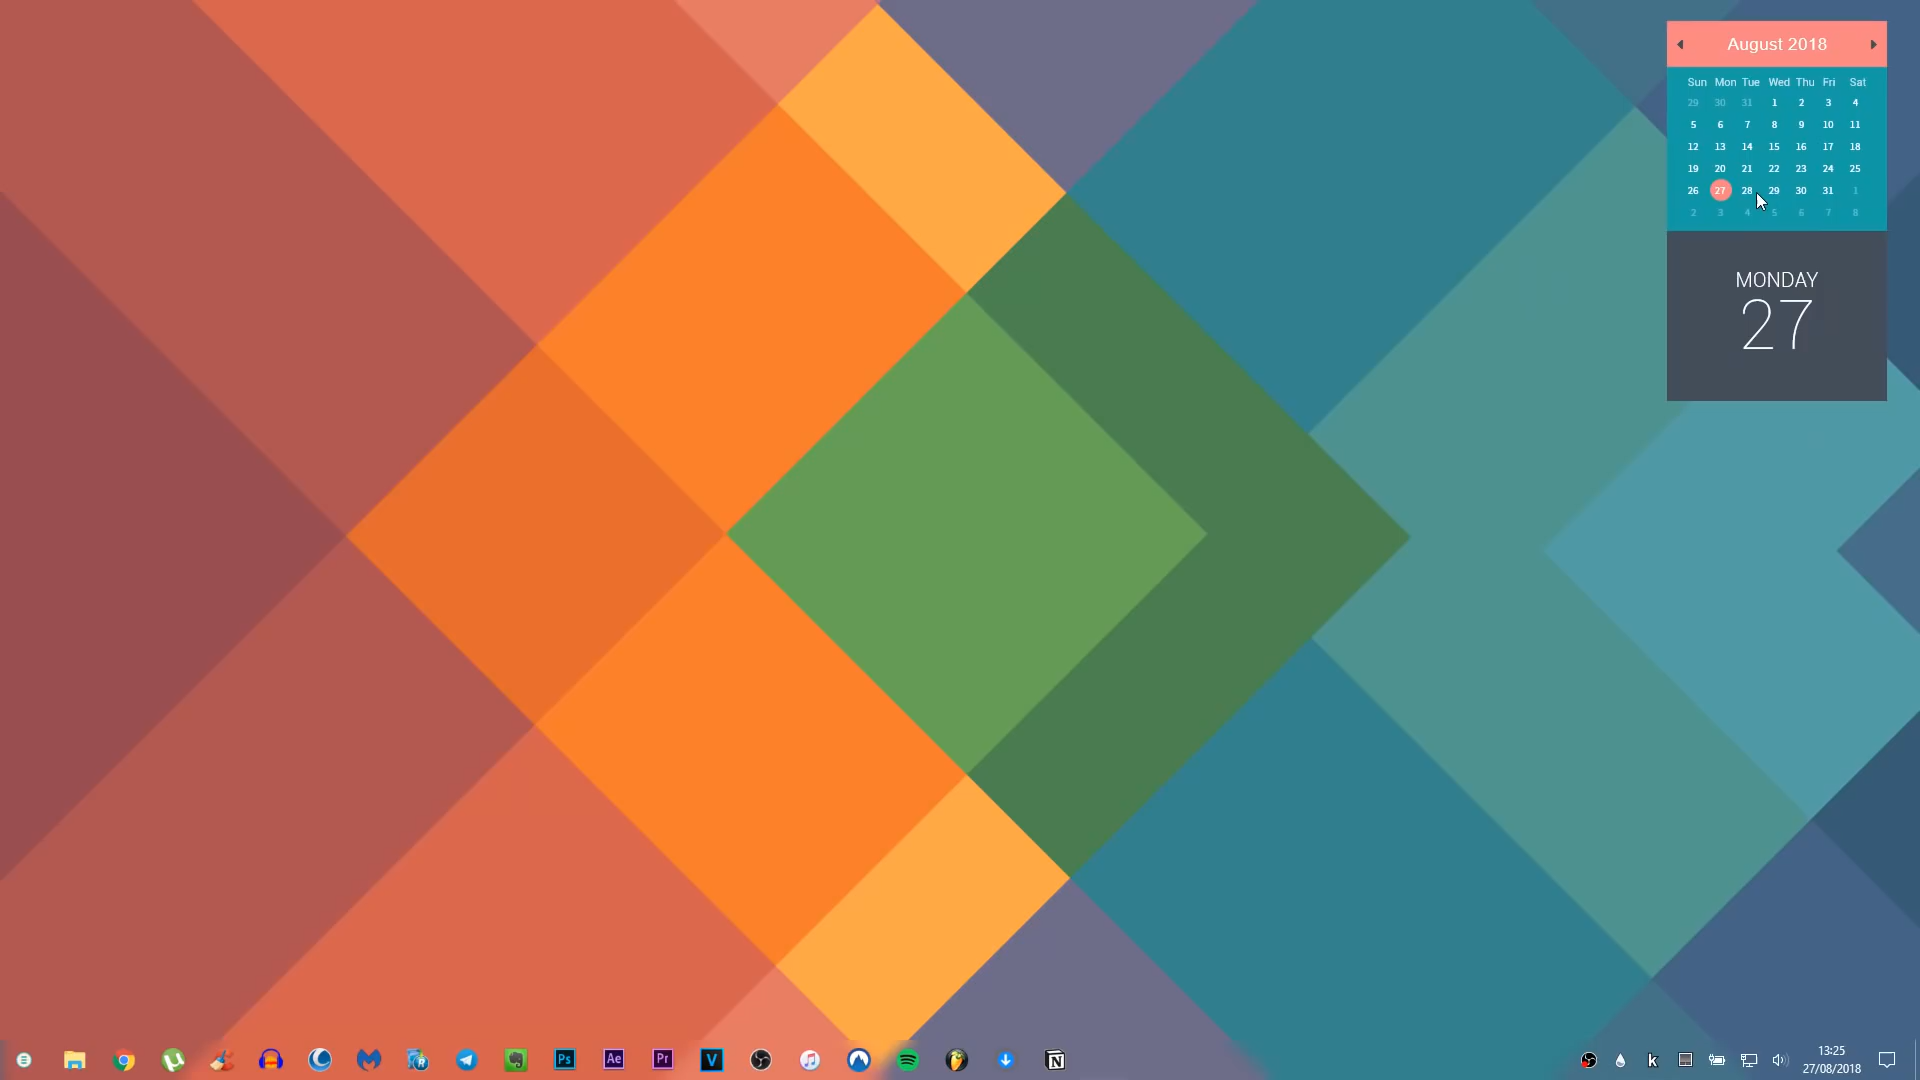 August 2018
Sun Mon Tue Wed Thu Fri Sat
29 30 31 1 2 3 4
5 6 7 8 9 10 11
12 13 14 15 16 17 18
19 20 21 22 23 24 25
26 27 28 29 30 31 1
2 3 4 5 6 7 8
MONDAY
27
Ps Ae Pr V N k
13:25
27/08/2018